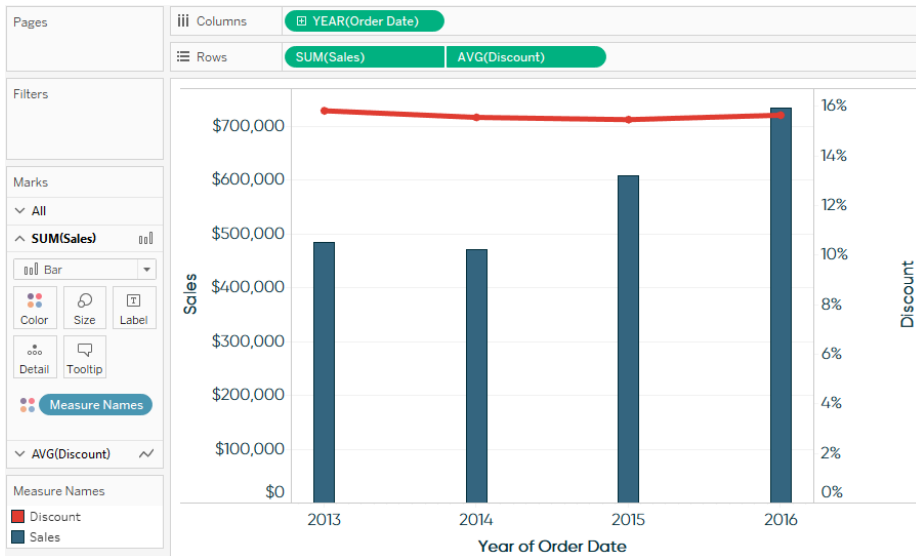 Pages
Columns
YEAR(Order Date)
Rows
SUM(Sales)
AVG(Discount)
Filters
Marks
All
SUM(Sales)
Bar
Color
Size
T
Label
Detail
Tooltip
Measure Names
AVG(Discount)
Measure Names
Discount
Sales
$700,000
$600,000
$500,000
$400,000
$300,000
$200,000
$100,000
$0
Sales
16%
14%
12%
10%
8%
6%
4%
2%
0%
Discount
2013
2014
2015
2016
Year of Order Date